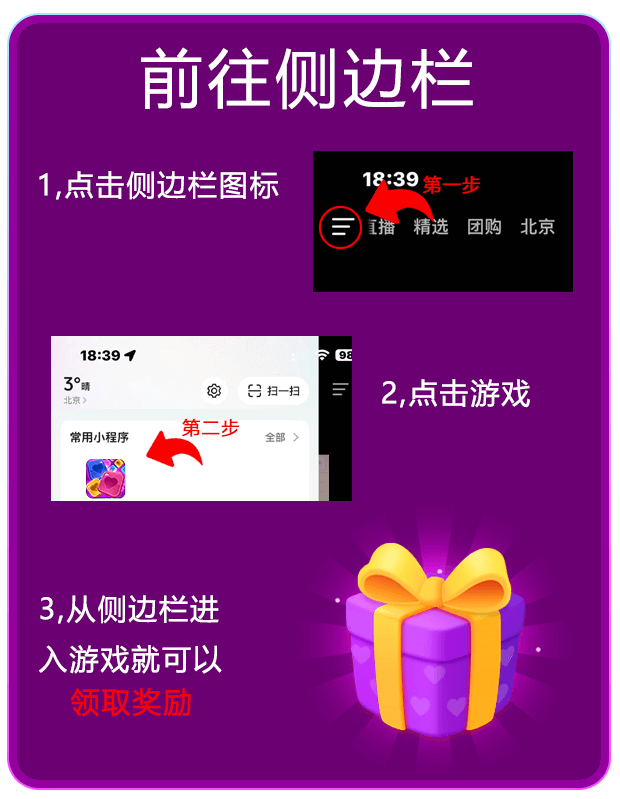 前往侧边栏
1,点击侧边栏图标
18:39
第一步
直播 精选 团购 北京
18:39
98
3°晴
北京
扫一扫
常用小程序
第二步
全部
2,点击游戏
3,从侧边栏进
入游戏就可以
领取奖励